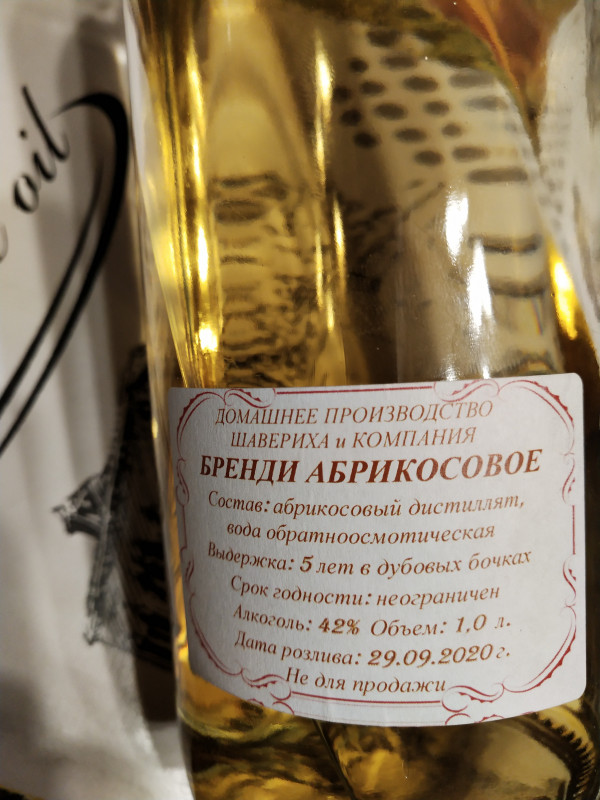 oil
ДОМАШНЕЕ ПРОИЗВОДСТВО
ШАВЕРИХА и КОМПАНИЯ
БРЕНДИ АБРИКОСОВОЕ
Состав: абрикосовый дистиллят,
вода обратноосмотическая
Выдержка: 5 лет в дубовых бочках
Срок годности: неограничен
Алкоголь: 42% Объем: 1,0 л.
Дата розлива: 29.09.2020 г.
Не для продажи